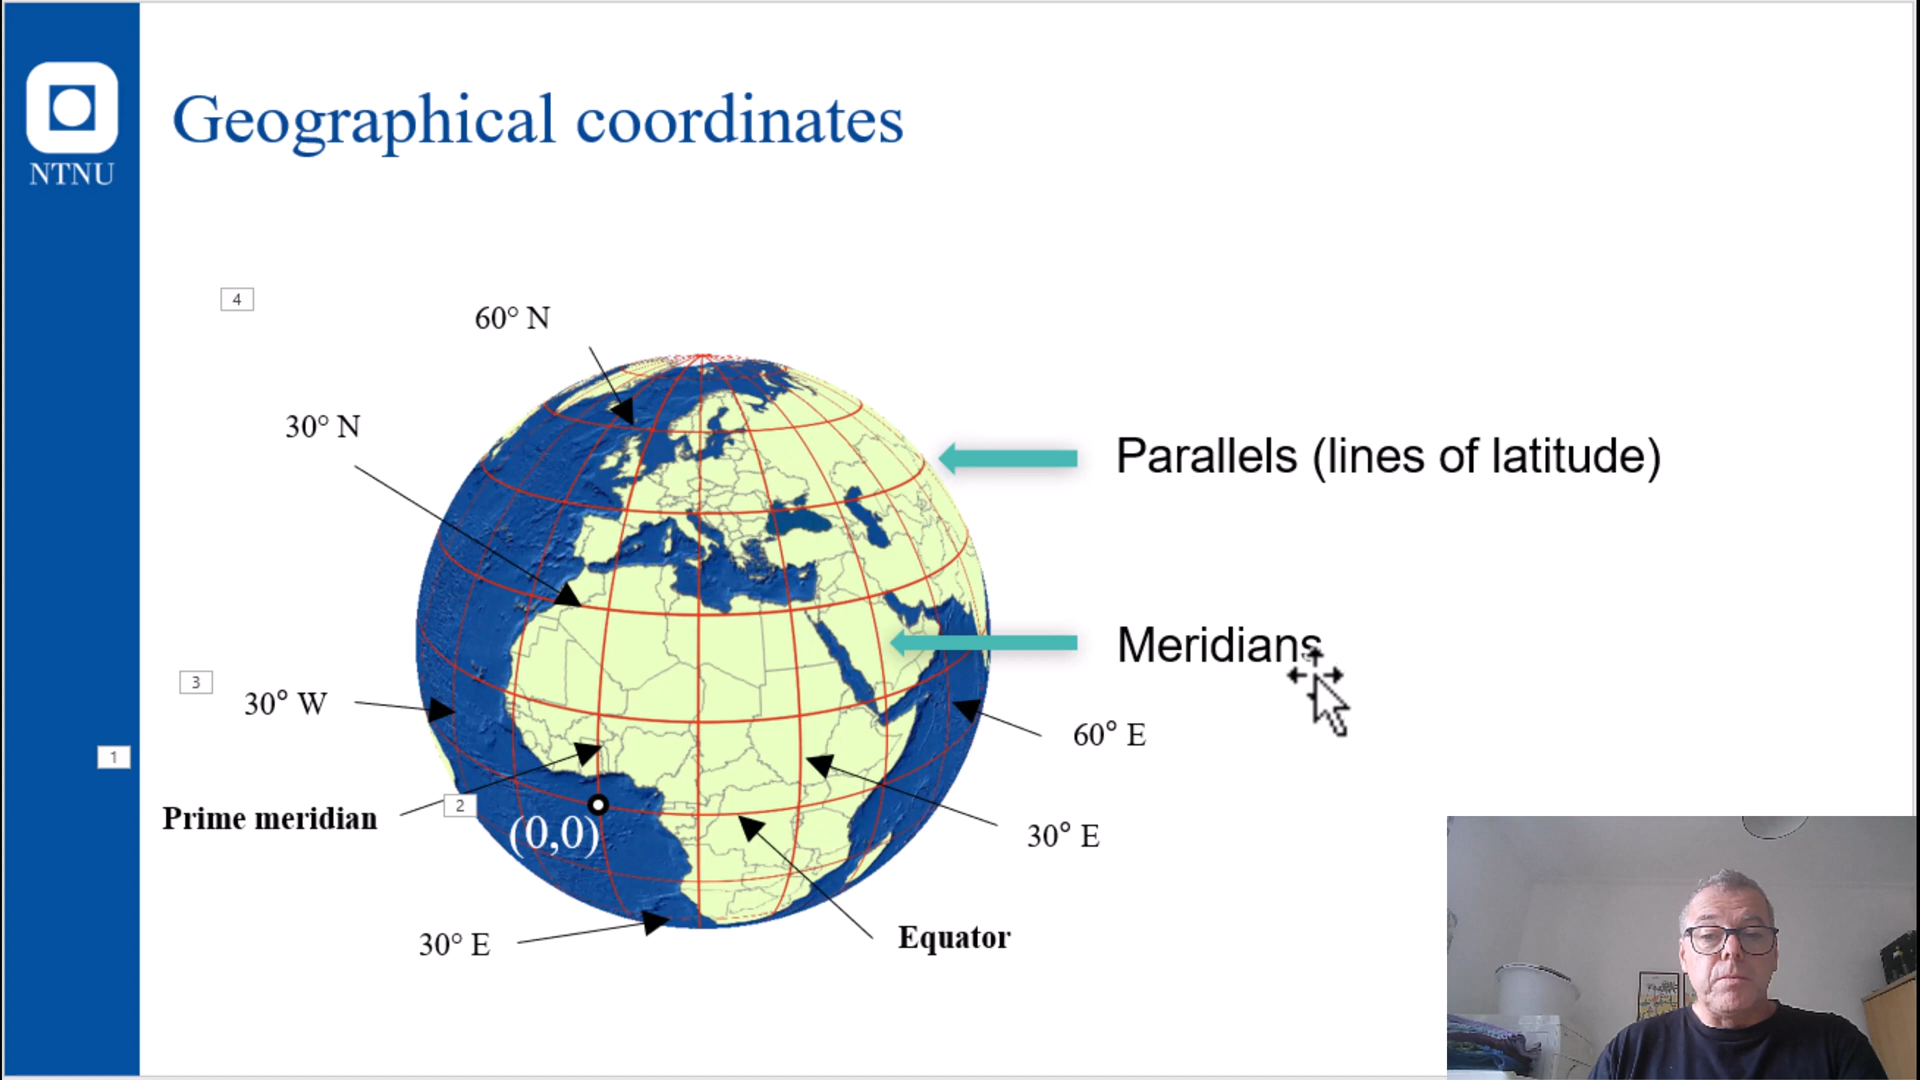 NTNU
Geographical coordinates
4
60° N
30° N
Parallels (lines of latitude)
Meridians
3
30° W
60° E
1
2
Prime meridian
(0,0)
30° E
30° E
Equator